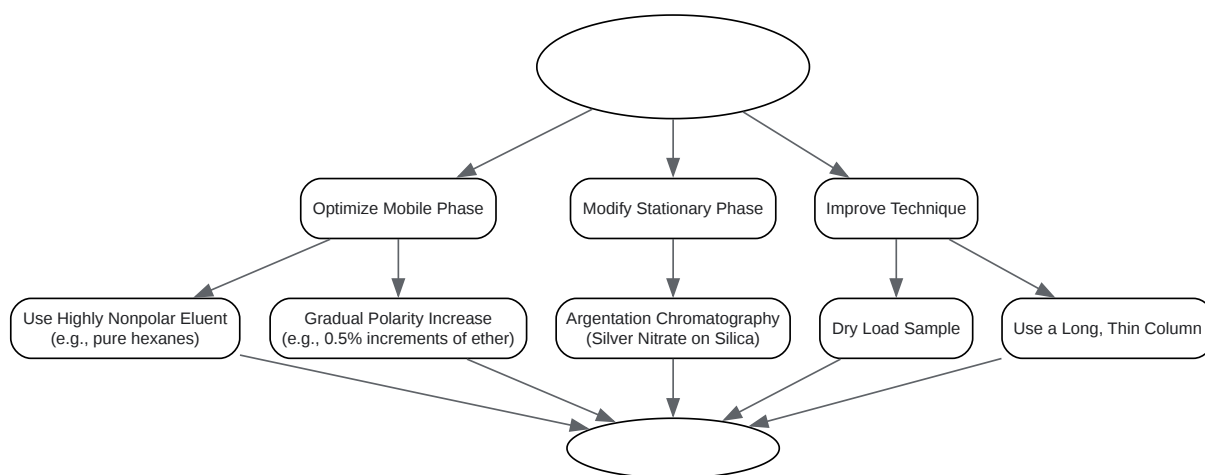 Optimize Mobile Phase
Modify Stationary Phase
Improve Technique
Use Highly Nonpolar Eluent
(e.g., pure hexanes)
Gradual Polarity Increase
(e.g., 0.5% increments of ether)
Argentation Chromatography
(Silver Nitrate on Silica)
Dry Load Sample
Use a Long, Thin Column